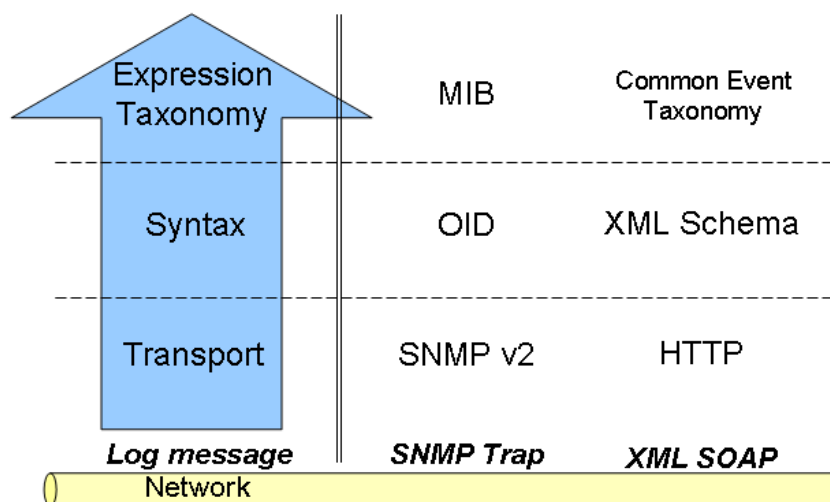 Expression
Taxonomy
MIB
Common Event
Taxonomy
Syntax
OID
XML Schema
Transport
SNMP v2
HTTP
Log message
SNMP Trap
XML SOAP
Network